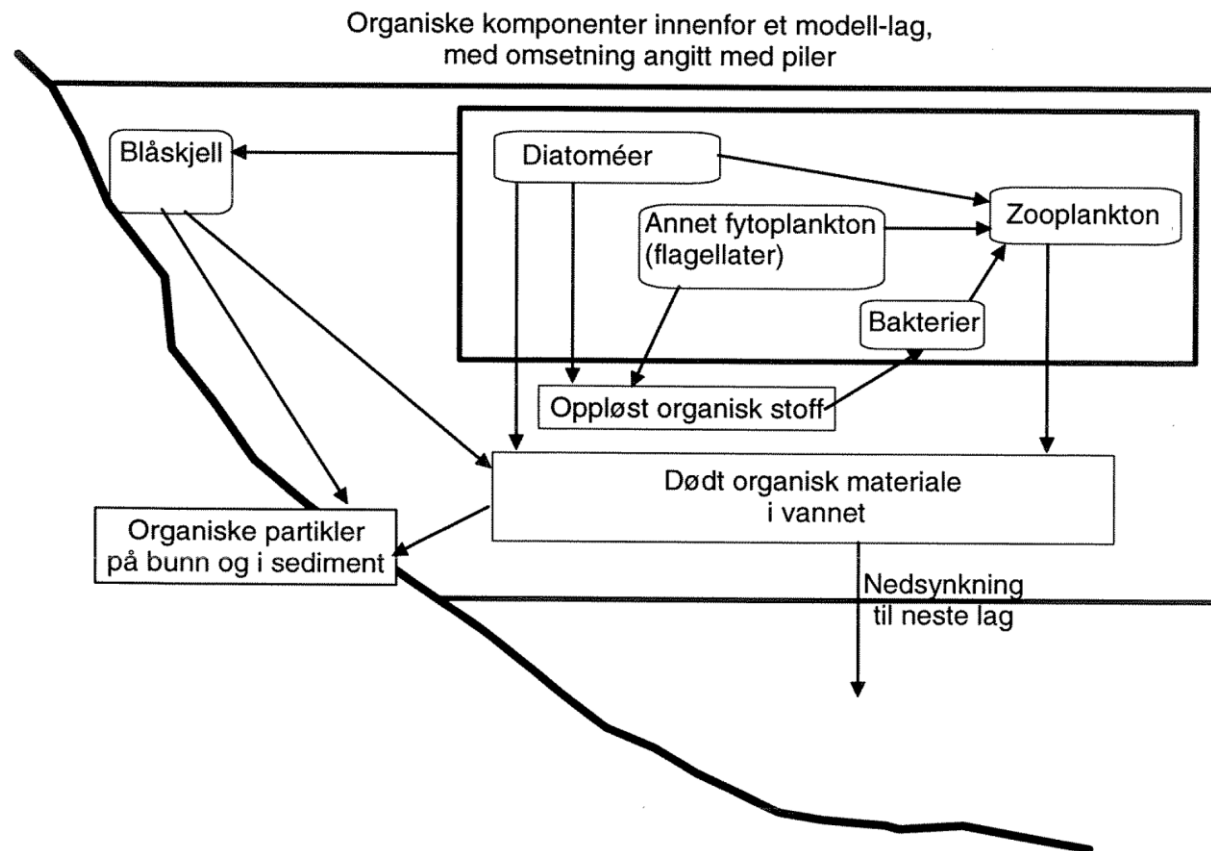 Organiske komponenter innenfor et modell-lag,
med omsetning angitt med piler
Blåskjell
Diatoméer
Annet fytoplankton
(flagellater)
Zooplankton
Bakterier
Oppløst organisk stoff
Dødt organisk materiale
i vannet
Organiske partikler
på bunn og i sediment
Nedsynkning
til neste lag